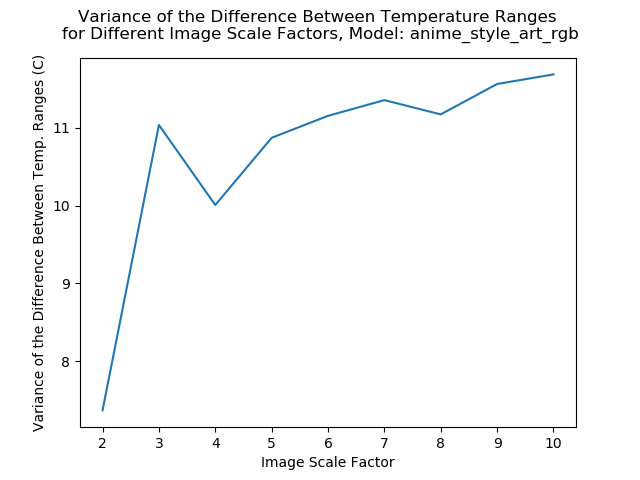 Variance of the Difference Between Temperature Ranges
for Different Image Scale Factors, Model: anime_style_art_rgb
Variance of the Difference Between Temp. Ranges (C)
11
10
9
8
2 3 4 5 6 7 8 9 10
Image Scale Factor